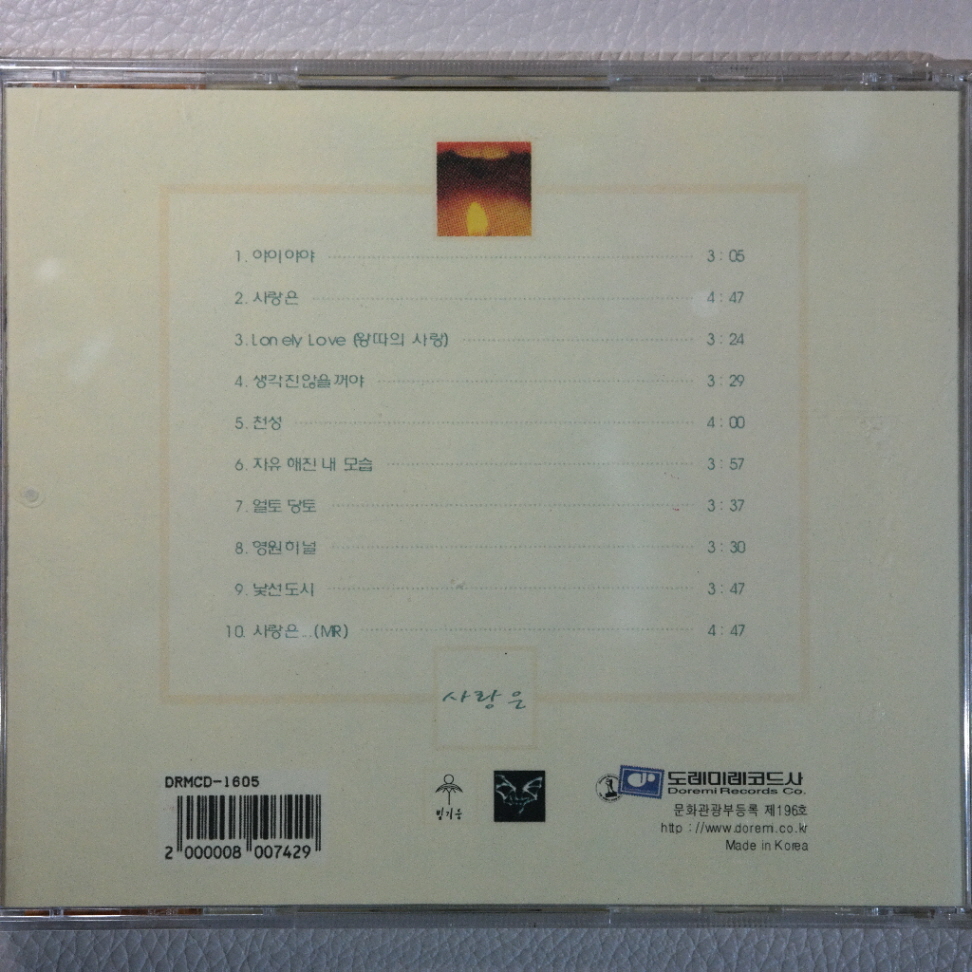 1. 야이야야 3 : 05
2. 사랑은 4 : 47
3. Lonely Love (왕따의 사랑) 3 : 24
4. 생각진않을꺼야 3 : 29
5. 천성 4 : 00
6. 자유 해진 내 모습 3 : 57
7. 얼토 당토 3 : 37
8. 영원히널 3 : 30
9. 낯선도시 3 : 47
10. 사랑은...(MR) 4 : 47
사랑은
DRMCD-1605
2 000008 007429
도레미레코드사
Doremi Records Co.
문화관광부등록 제196호
http : //www.doremi.co.kr
Made in Korea